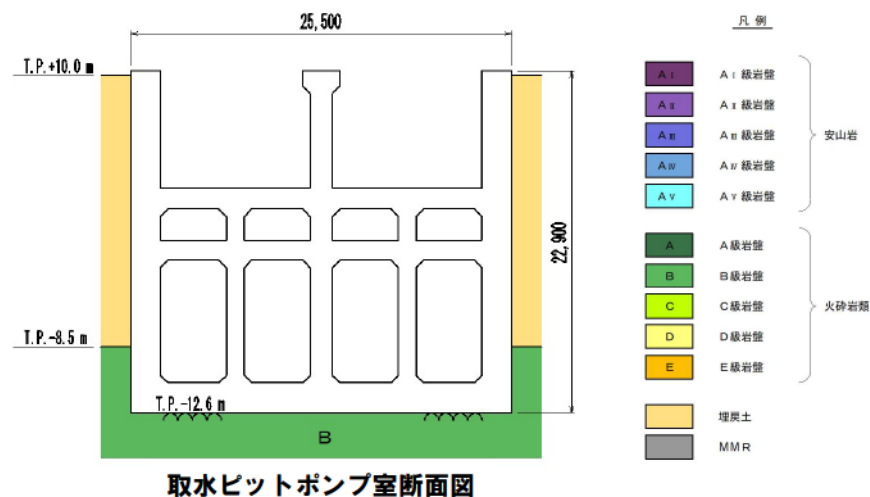 25,500
T.P.+10.0 m
22,900
T.P.-8.5 m
T.P.-12.6 m
B
取水ピットポンプ室断面図
凡 例
AⅠ AⅠ級岩盤
AⅡ AⅡ級岩盤
AⅢ AⅢ級岩盤
安山岩
AⅣ AⅣ級岩盤
AⅤ AⅤ級岩盤
A A級岩盤
B B級岩盤
C C級岩盤
火砕岩類
D D級岩盤
E E級岩盤
埋戻土
MMR